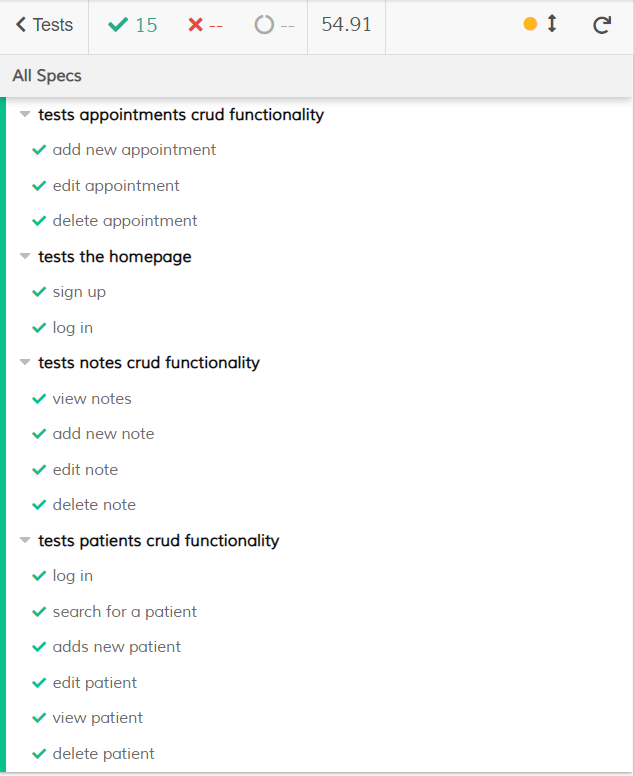 Tests 15 -- -- 54.91
All Specs
tests appointments crud functionality
add new appointment
edit appointment
delete appointment
tests the homepage
sign up
log in
tests notes crud functionality
view notes
add new note
edit note
delete note
tests patients crud functionality
log in
search for a patient
adds new patient
edit patient
view patient
delete patient